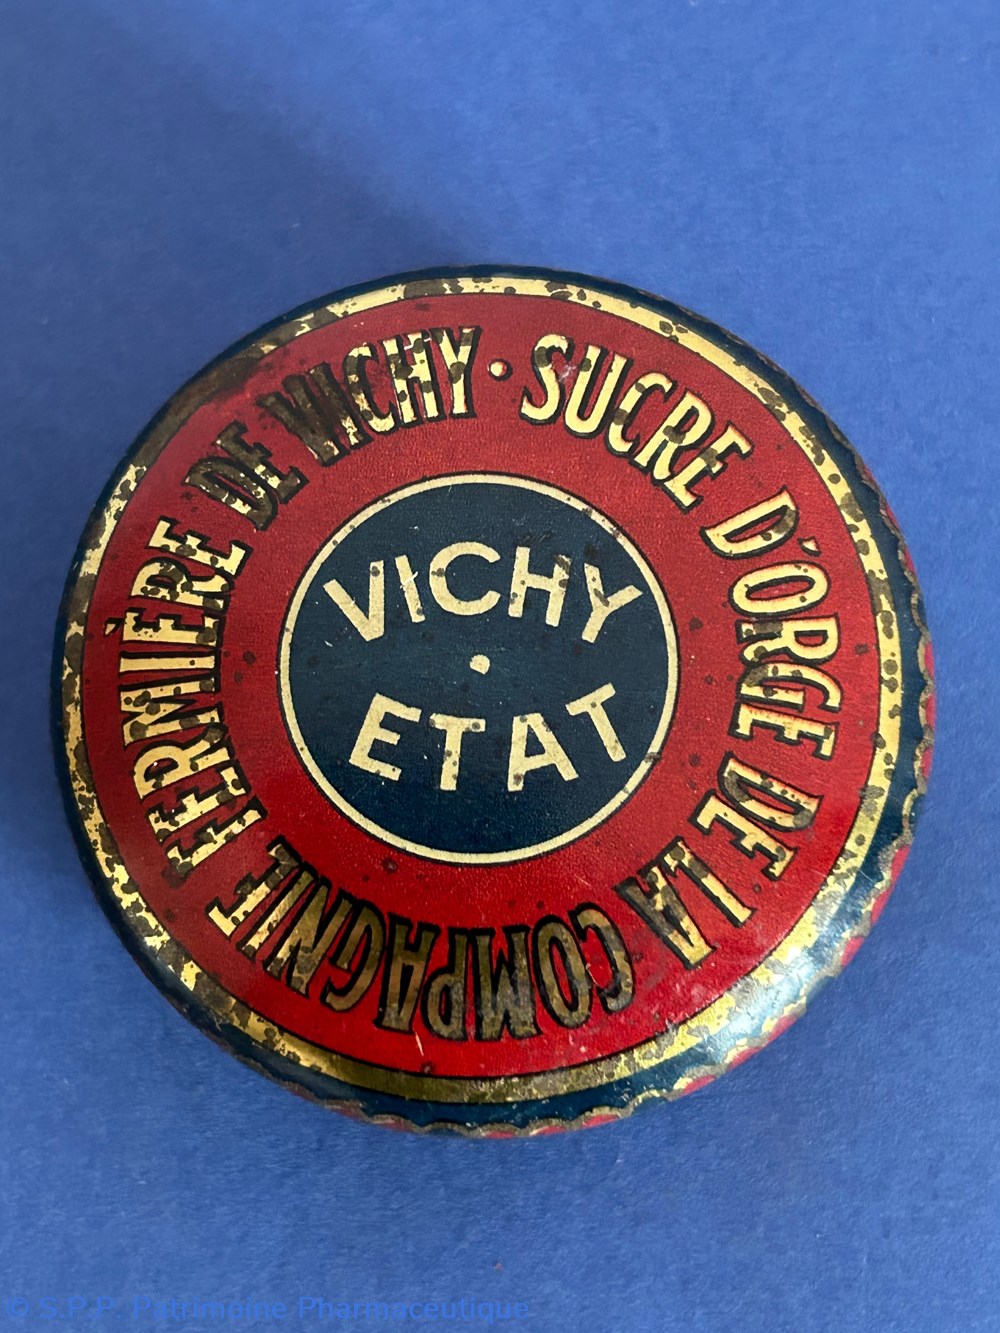 SUCRE D'ORGE DE LA COMPAGNIE FERMIÈRE DE VICHY ·
VICHY
·
ETAT
© S.P.P. Patrimoine Pharmaceutique